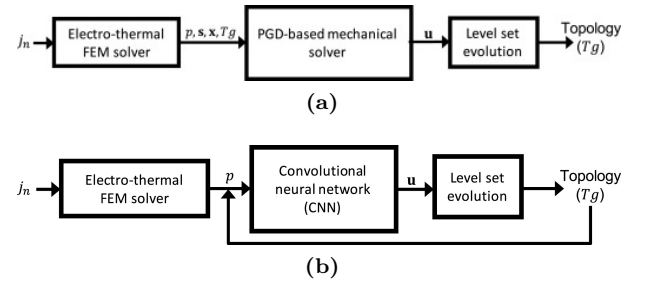 j_n
Electro-thermal
FEM solver
p, s, x, Tg
PGD-based mechanical
solver
u
Level set
evolution
Topology
(Tg)
(a)
j_n
Electro-thermal
FEM solver
p
Convolutional
neural network
(CNN)
u
Level set
evolution
Topology
(Tg)
(b)